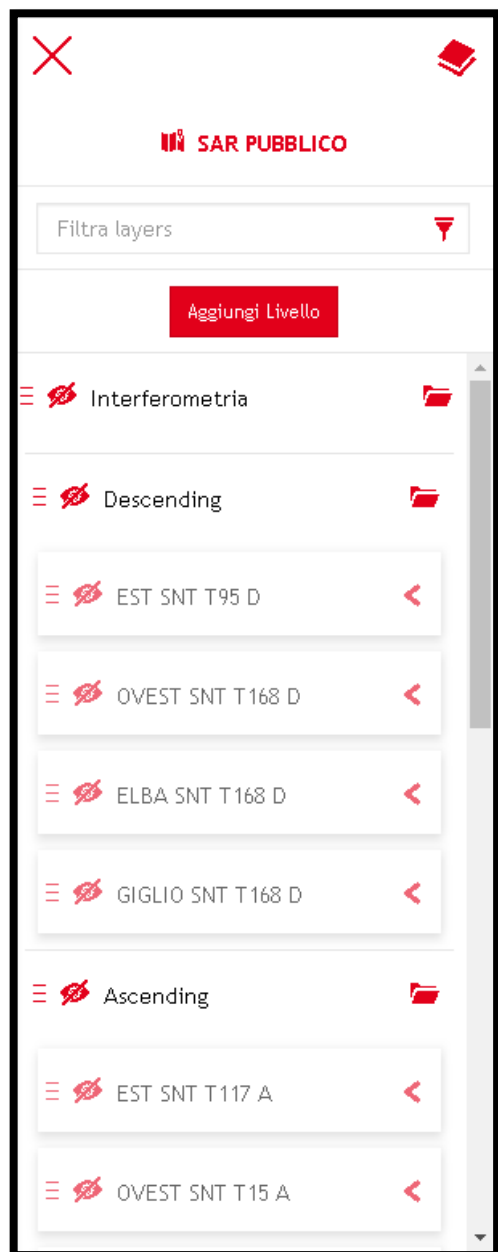 SAR PUBBLICO
Filtra layers
Aggiungi Livello
Interferometria
Descending
EST SNT T95 D
OVEST SNT T168 D
ELBA SNT T168 D
GIGLIO SNT T168 D
Ascending
EST SNT T117 A
OVEST SNT T15 A